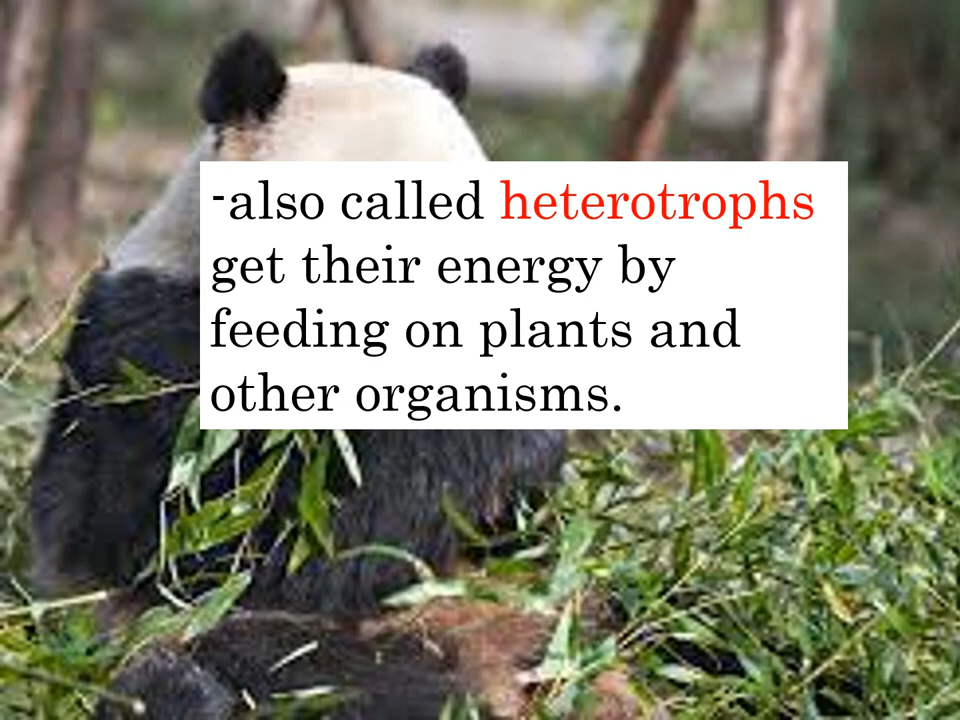 -also called heterotrophs
get their energy by
feeding on plants and
other organisms.